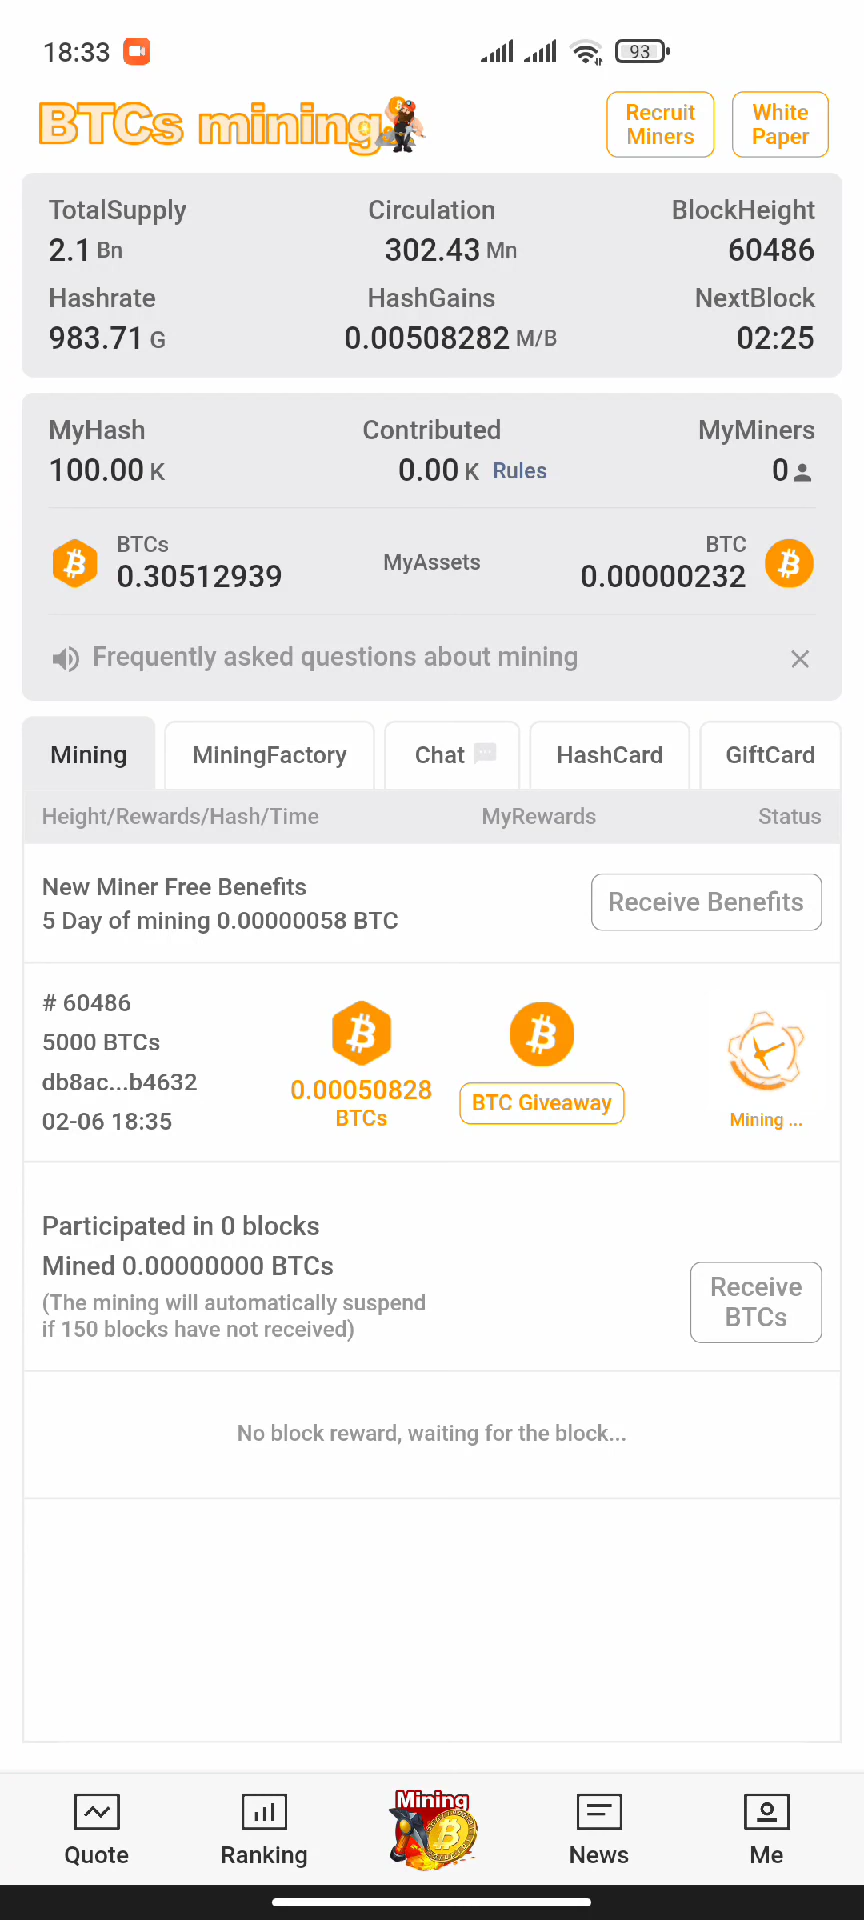 18:33
93
BTCs mining
Recruit
Miners
White
Paper
TotalSupply Circulation BlockHeight
2.1 Bn 302.43 Mn 60486
Hashrate HashGains NextBlock
983.71 G 0.00508282 M/B 02:25
MyHash Contributed MyMiners
100.00 K 0.00 K Rules 0
BTCs
0.30512939
MyAssets
BTC
0.00000232
Frequently asked questions about mining
Mining MiningFactory Chat HashCard GiftCard
Height/Rewards/Hash/Time MyRewards Status
New Miner Free Benefits
5 Day of mining 0.00000058 BTC
Receive Benefits
# 60486
5000 BTCs
db8ac...b4632
02-06 18:35
0.00050828
BTCs
BTC Giveaway
Mining ...
Participated in 0 blocks
Mined 0.00000000 BTCs
(The mining will automatically suspend
if 150 blocks have not received)
Receive
BTCs
No block reward, waiting for the block...
Mining
Quote Ranking News Me